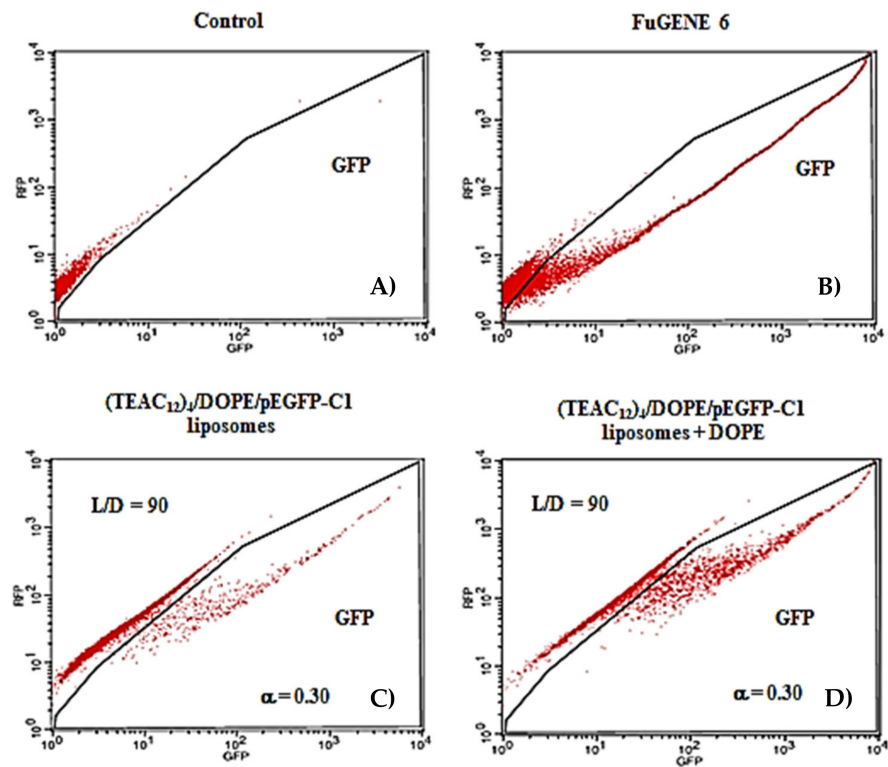 Control
FuGENE 6
10⁴
10³
10²
10¹
10⁰
RFP
GFP
A)
10⁰ 10¹ 10² 10³ 10⁴
GFP
10⁴
10³
10²
10¹
10⁰
RFP
GFP
B)
10⁰ 10¹ 10² 10³ 10⁴
GFP
(TEAC₁₂)₄/DOPE/pEGFP-C1
liposomes
(TEAC₁₂)₄/DOPE/pEGFP-C1
liposomes + DOPE
10⁴
10³
10²
10¹
10⁰
RFP
L/D = 90
GFP
α = 0.30
C)
10⁰ 10¹ 10² 10³ 10⁴
GFP
10⁴
10³
10²
10¹
10⁰
RFP
L/D = 90
GFP
α = 0.30
D)
10⁰ 10¹ 10² 10³ 10⁴
GFP